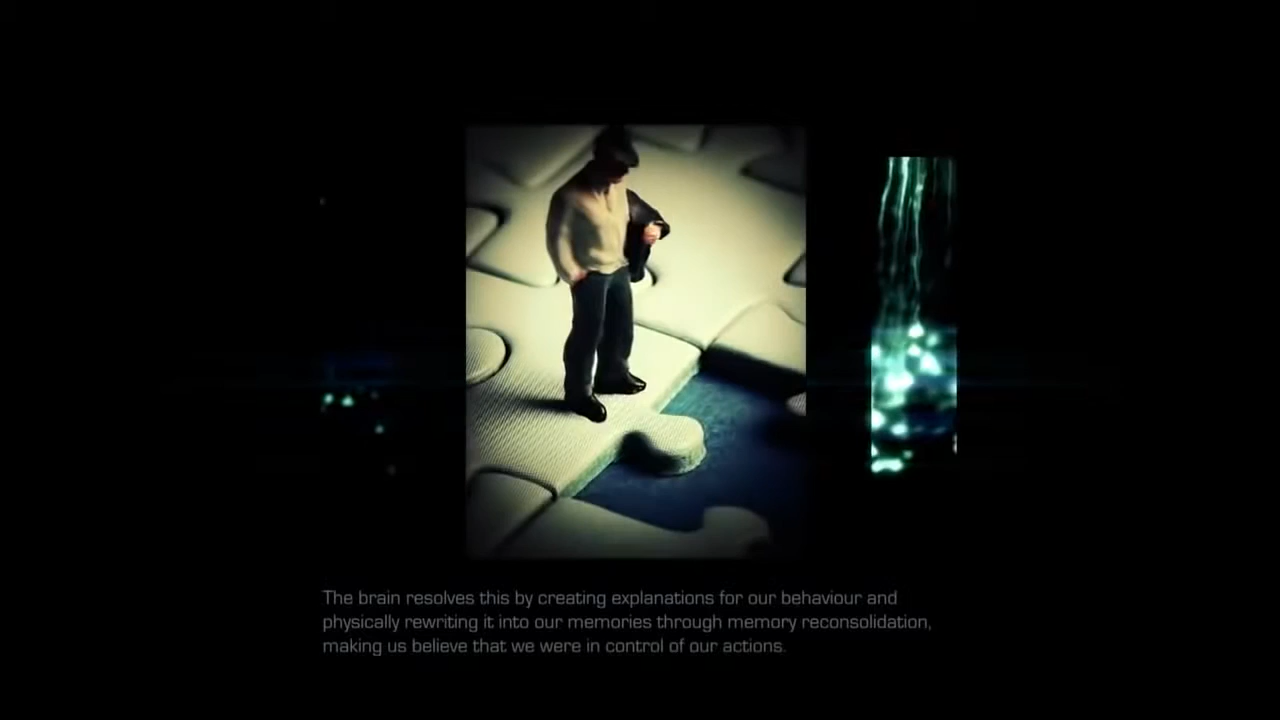 The brain resolves this by creating explanations for our behaviour and
physically rewriting it into our memories through memory reconsolidation,
making us believe that we were in control of our actions.